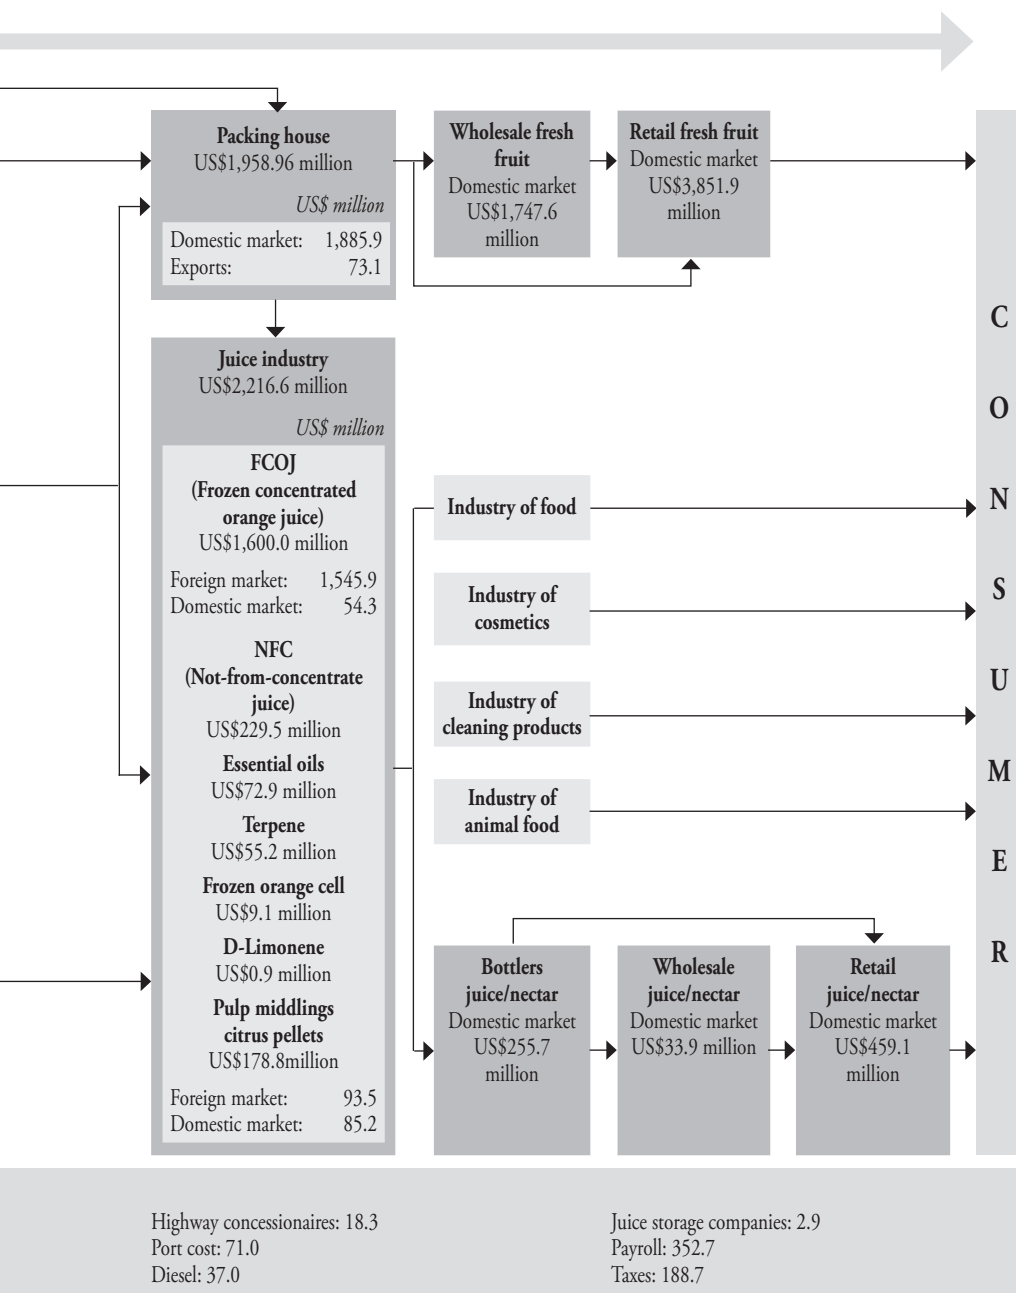 Packing house
US$1,958.96 million
US$ million
Domestic market: 1,885.9
Exports: 73.1
Wholesale fresh
fruit
Domestic market
US$1,747.6
million
Retail fresh fruit
Domestic market
US$3,851.9
million
Juice industry
US$2,216.6 million
US$ million
FCOJ
(Frozen concentrated
orange juice)
US$1,600.0 million
Foreign market: 1,545.9
Domestic market: 54.3
NFC
(Not-from-concentrate
juice)
US$229.5 million
Essential oils
US$72.9 million
Terpene
US$55.2 million
Frozen orange cell
US$9.1 million
D-Limonene
US$0.9 million
Pulp middlings
citrus pellets
US$178.8million
Foreign market: 93.5
Domestic market: 85.2
Industry of food
Industry of
cosmetics
Industry of
cleaning products
Industry of
animal food
Bottlers
juice/nectar
Domestic market
US$255.7
million
Wholesale
juice/nectar
Domestic market
US$33.9 million
Retail
juice/nectar
Domestic market
US$459.1
million
C
O
N
S
U
M
E
R
Highway concessionaires: 18.3
Port cost: 71.0
Diesel: 37.0
Juice storage companies: 2.9
Payroll: 352.7
Taxes: 188.7